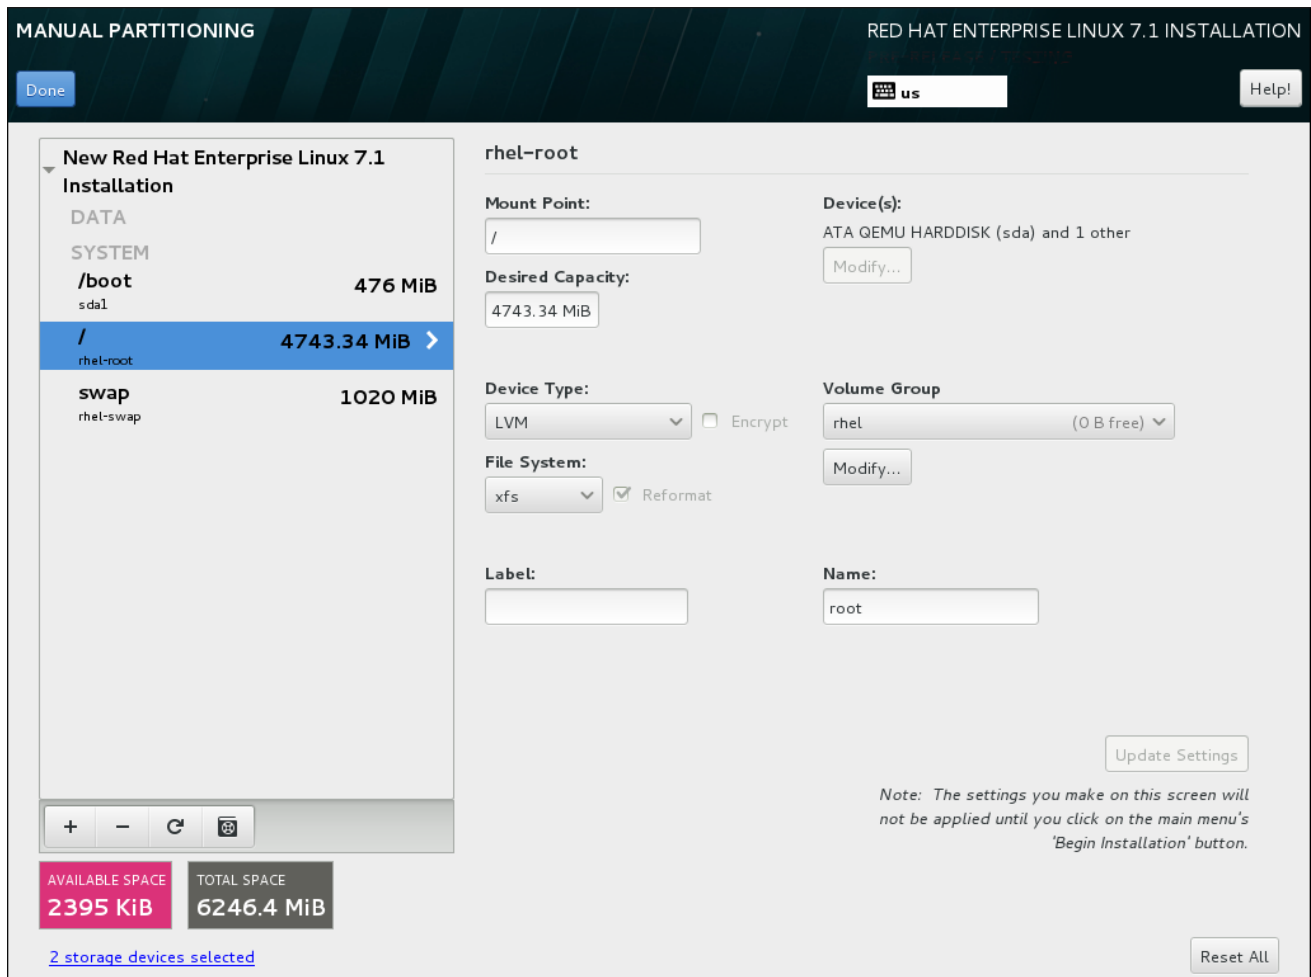 MANUAL PARTITIONING
RED HAT ENTERPRISE LINUX 7.1 INSTALLATION
Done
us
Help!
New Red Hat Enterprise Linux 7.1
Installation
DATA
SYSTEM
/boot
476 MiB
sda1
/
4743.34 MiB
rhel-root
swap
1020 MiB
rhel-swap
rhel-root
Mount Point:
/
Desired Capacity:
4743.34 MiB
Device(s):
ATA QEMU HARDDISK (sda) and 1 other
Modify...
Device Type:
LVM
Encrypt
Volume Group
rhel (0 B free)
Modify...
File System:
xfs
Reformat
Label:
Name:
root
Update Settings
Note: The settings you make on this screen will
not be applied until you click on the main menu's
'Begin Installation' button.
AVAILABLE SPACE
2395 KiB
TOTAL SPACE
6246.4 MiB
2 storage devices selected
Reset All